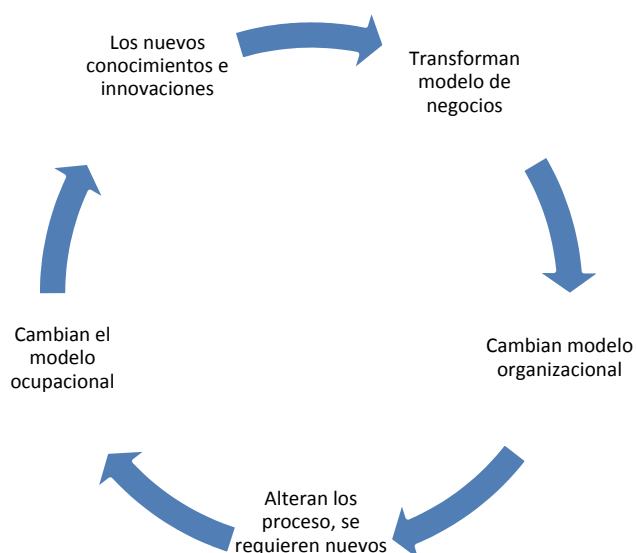 Los nuevos
conocimientos e
innovaciones
Transforman
modelo de
negocios
Cambian modelo
organizacional
Alteran los
proceso, se
requieren nuevos
Cambian el
modelo
ocupacional